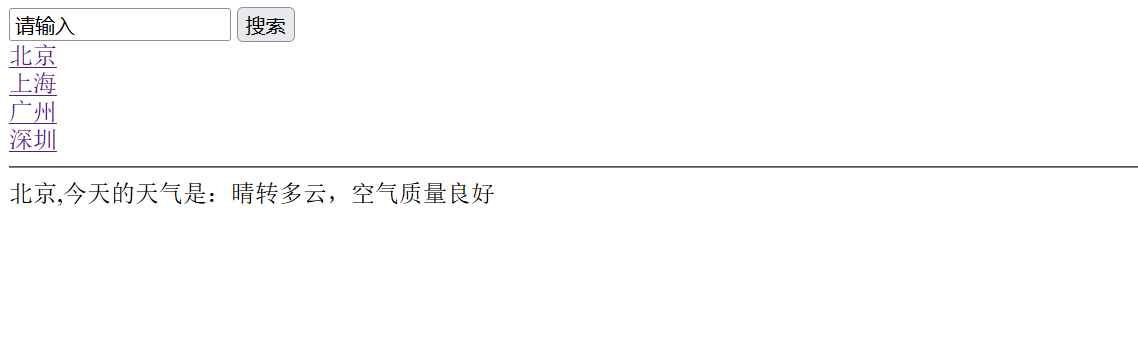 请输入 搜索
北京
上海
广州
深圳
北京,今天的天气是：晴转多云，空气质量良好